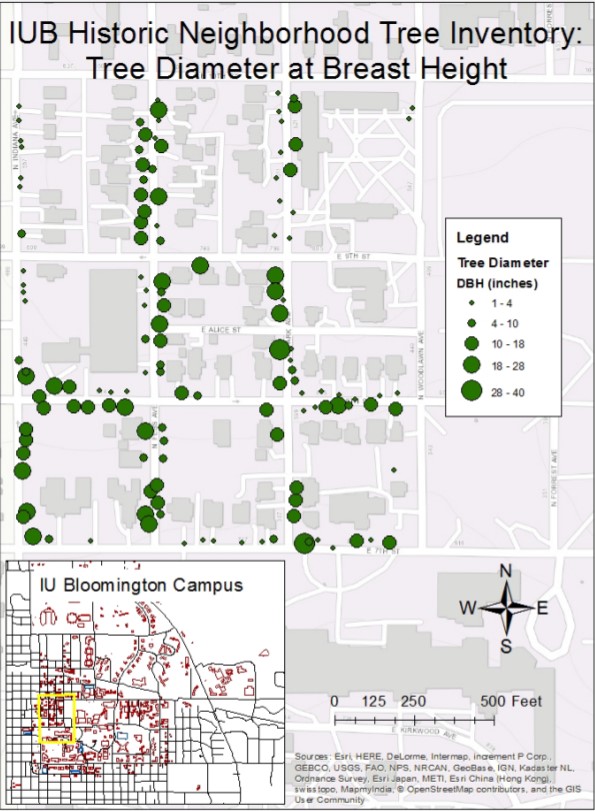 IUB Historic Neighborhood Tree Inventory:
Tree Diameter at Breast Height
N INDIANA AVE
E 9TH ST
E ALICE ST
N WOODLAWN AVE
N FORREST AVE
E 7TH ST
Legend
Tree Diameter
DBH (inches)
1 - 4
4 - 10
10 - 18
18 - 28
28 - 40
IU Bloomington Campus
N
W
E
S
0 125 250 500 Feet
E KIRKWOOD AVE
Sources: Esri, HERE, DeLorme, Intermap, increment P Corp.,
GEBCO, USGS, FAO, NPS, NRCAN, GeoBase, IGN, Kadaster NL,
Ordnance Survey, Esri Japan, METI, Esri China (Hong Kong),
swisstopo, MapmyIndia, © OpenStreetMap contributors, and the GIS
User Community